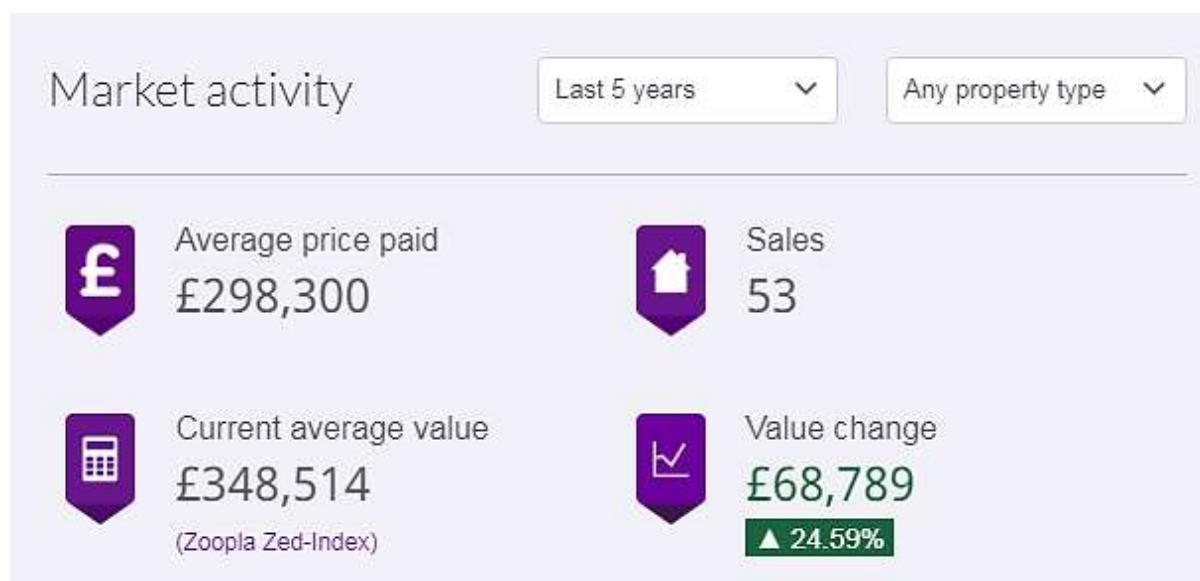 Market activity
Last 5 years
Any property type
£
Average price paid
£298,300
Sales
53
Current average value
£348,514
(Zoopla Zed-Index)
Value change
£68,789
▲ 24.59%